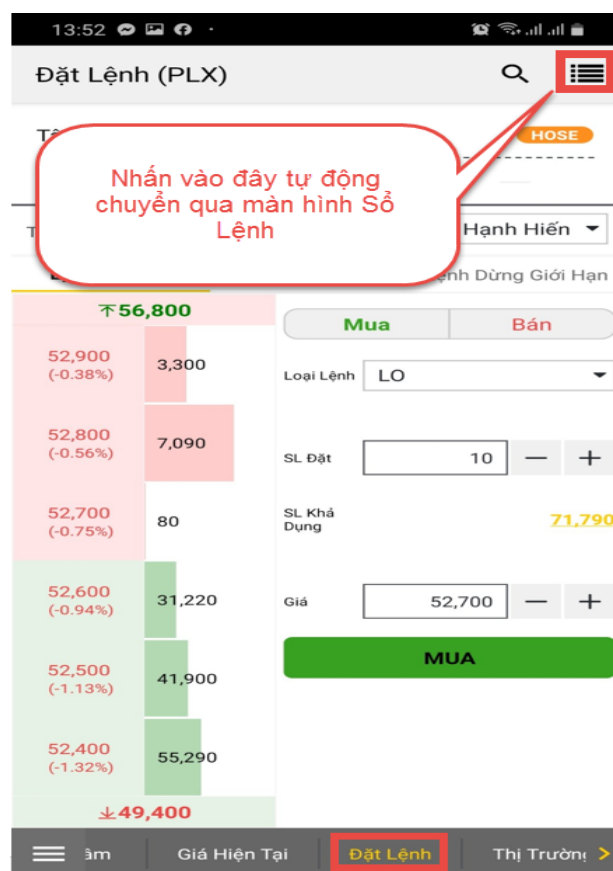 13:52
Đặt Lệnh (PLX)
HOSE
Nhấn vào đây tự động
chuyển qua màn hình Sổ
Lệnh
Hạnh Hiến
Dừng Giới Hạn
56,800
Mua Bán
52,900 3,300
(-0.38%)
Loại Lệnh LO
52,800 7,090
(-0.56%)
SL Đặt 10
52,700 80
(-0.75%)
SL Khả
Dụng 71,790
52,600 31,220
(-0.94%)
Giá 52,700
MUA
52,500 41,900
(-1.13%)
52,400 55,290
(-1.32%)
49,400
Giá Hiện Tại Đặt Lệnh Thị Trường